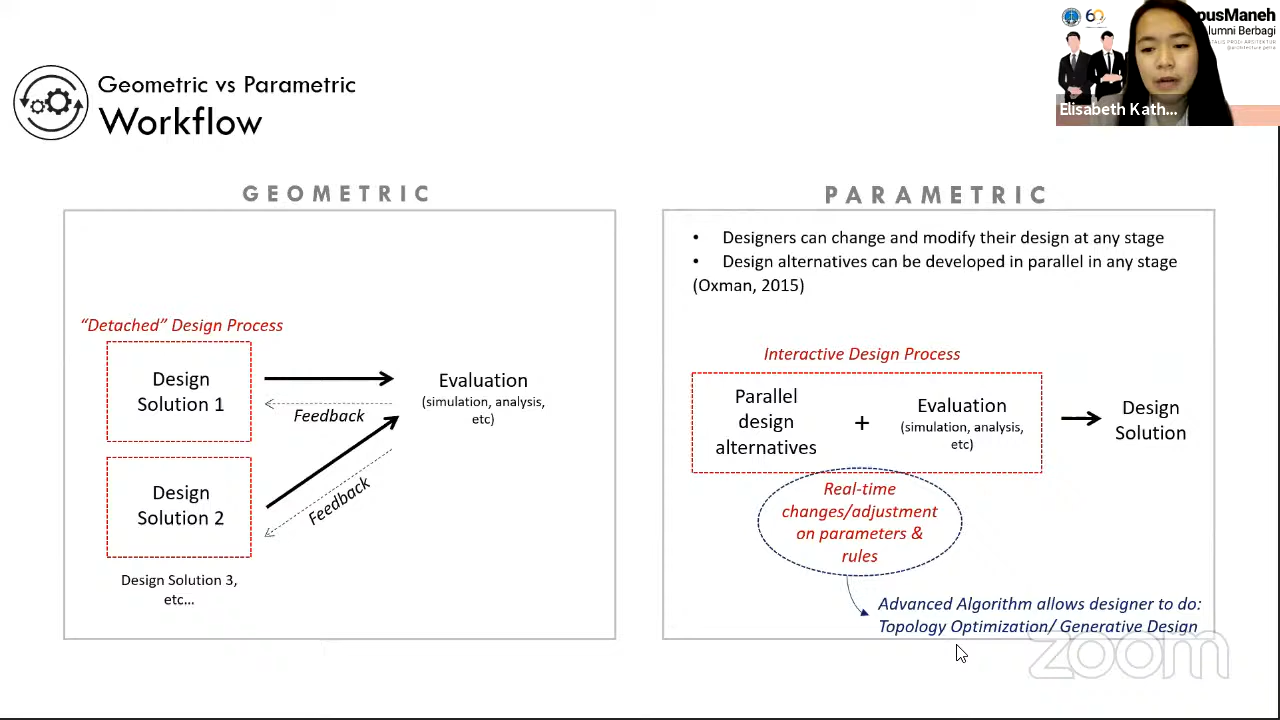 Geometric vs Parametric
Workflow
60
pusManeh
lumni Berbagi
Elisabeth Kath...
GEOMETRIC
PARAMETRIC
• Designers can change and modify their design at any stage
• Design alternatives can be developed in parallel in any stage
(Oxman, 2015)
“Detached” Design Process
Design
Solution 1
Feedback
Evaluation
(simulation, analysis,
etc)
Design
Solution 2
Feedback
Design Solution 3,
etc...
Interactive Design Process
Parallel
design
alternatives
+
Evaluation
(simulation, analysis,
etc)
Design
Solution
Real-time
changes/adjustment
on parameters &
rules
Advanced Algorithm allows designer to do:
Topology Optimization/ Generative Design
zoom